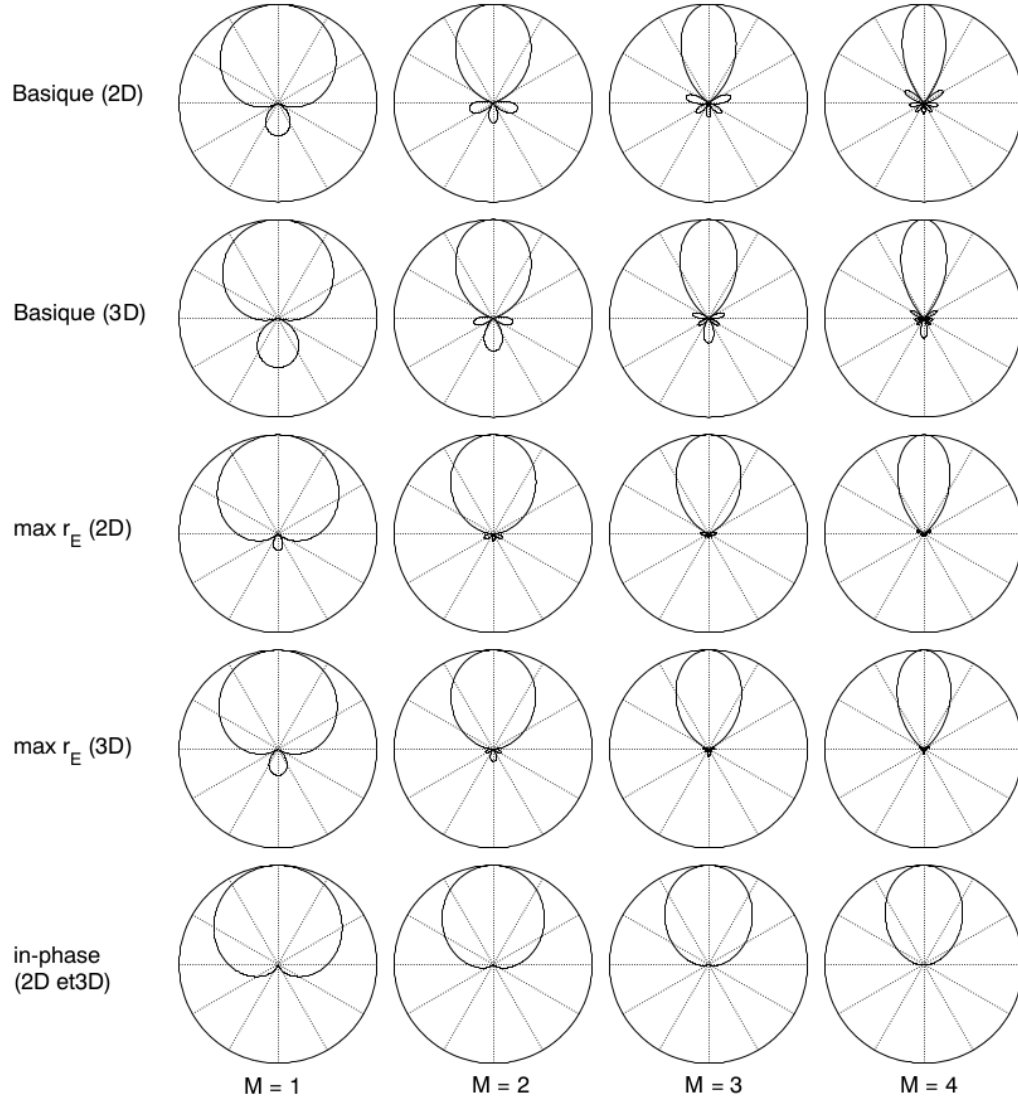 Basique (2D)
Basique (3D)
max r_E (2D)
max r_E (3D)
in-phase
(2D et3D)
M = 1
M = 2
M = 3
M = 4